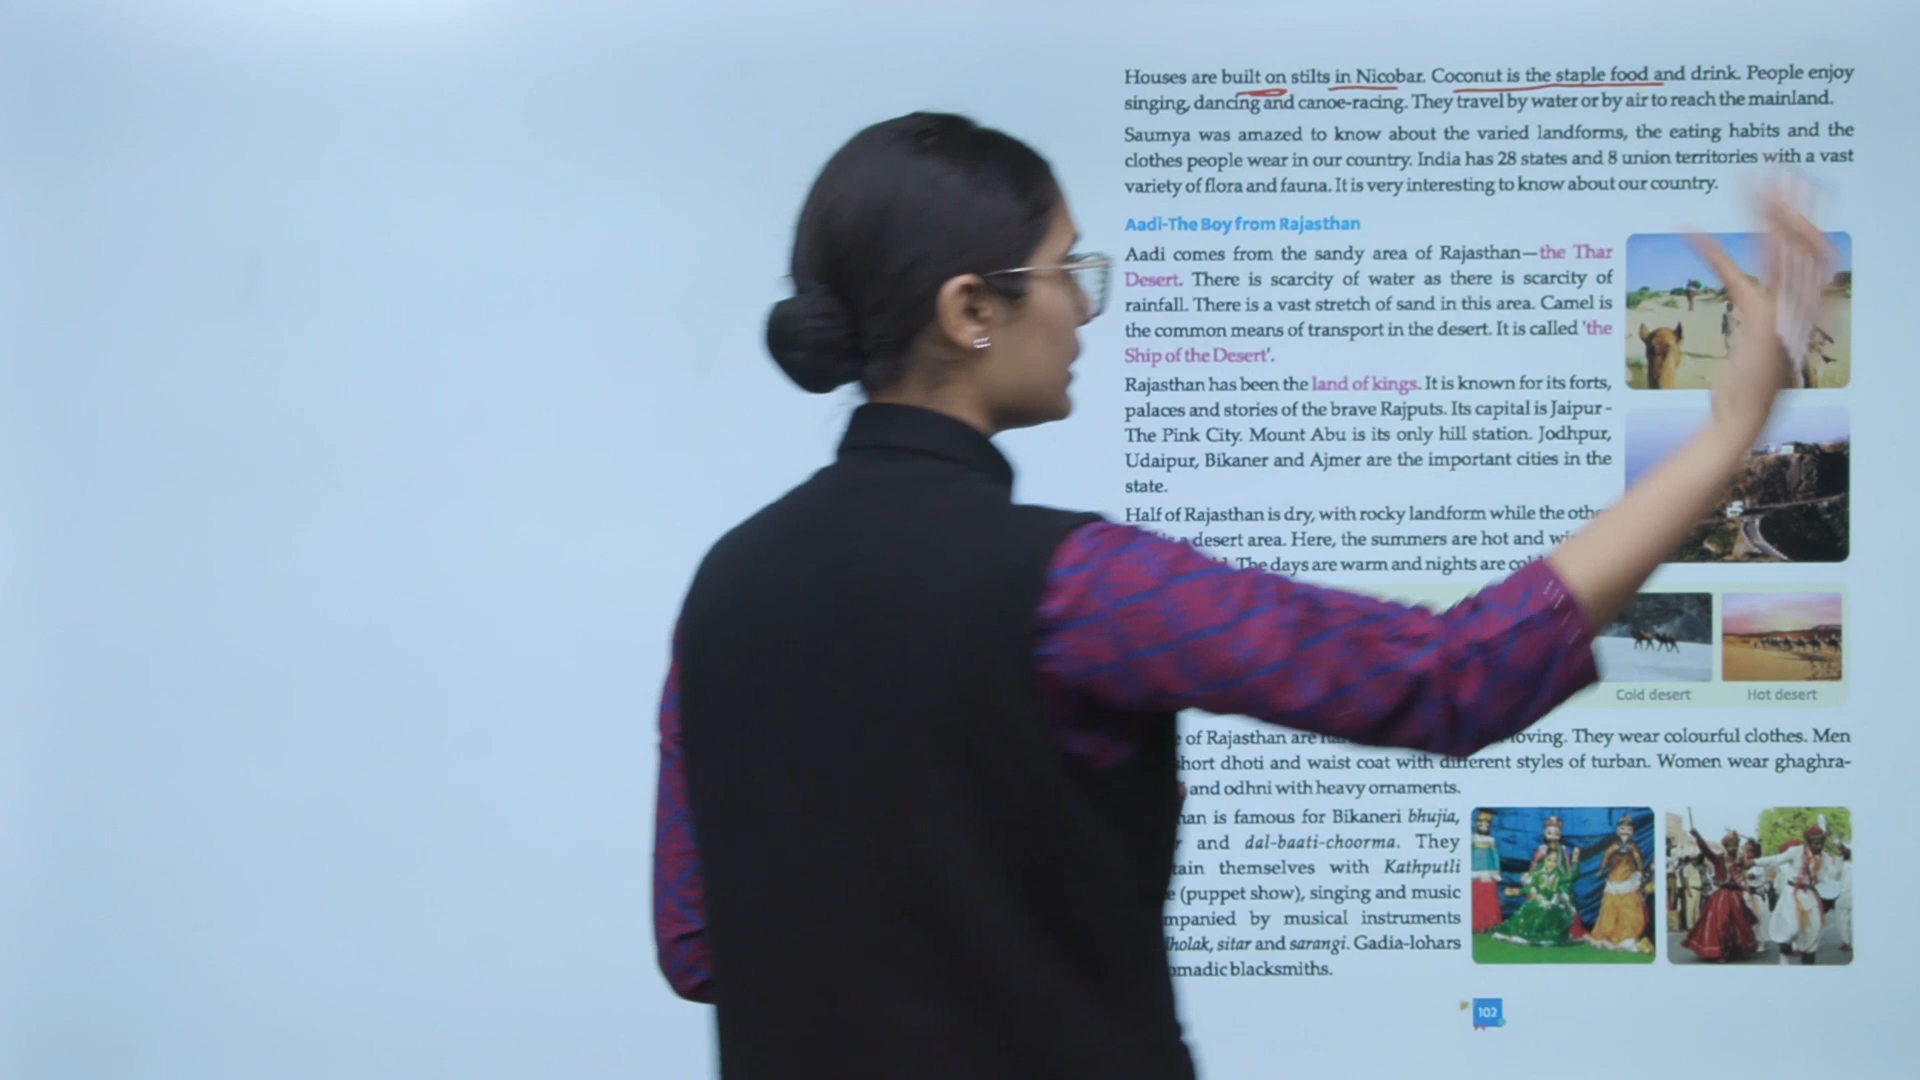 Houses are built on stilts in Nicobar. Coconut is the staple food and drink. People enjoy
singing, dancing and canoe-racing. They travel by water or by air to reach the mainland.
Saumya was amazed to know about the varied landforms, the eating habits and the
clothes people wear in our country. India has 28 states and 8 union territories with a vast
variety of flora and fauna. It is very interesting to know about our country.
Aadi-The Boy from Rajasthan
Aadi comes from the sandy area of Rajasthan—the Thar
Desert. There is scarcity of water as there is scarcity of
rainfall. There is a vast stretch of sand in this area. Camel is
the common means of transport in the desert. It is called 'the
Ship of the Desert'.
Rajasthan has been the land of kings. It is known for its forts,
palaces and stories of the brave Rajputs. Its capital is Jaipur -
The Pink City. Mount Abu is its only hill station. Jodhpur,
Udaipur, Bikaner and Ajmer are the important cities in the
state.
Half of Rajasthan is dry, with rocky landform while the
desert area. Here, the summers are hot and
The days are warm and nights are
Cold desert
Hot desert
of Rajasthan are loving. They wear colourful clothes. Men
short dhoti and waist coat with different styles of turban. Women wear ghaghra-
and odhni with heavy ornaments.
is famous for Bikaneri bhujia,
and dal-baati-choorma. They
themselves with Kathputli
(puppet show), singing and music
by musical instruments
dholak, sitar and sarangi. Gadia-lohars
blacksmiths.
102